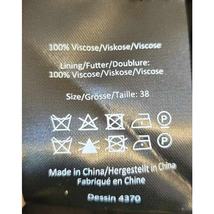 100% Viscose/Viskose/Viscose
Lining/Futter/Doublure:
100% Viscose/Viskose/Viscose
Size/Grösse/Taille: 38
Made in China/Hergestellt in China
Fabriqué en Chine
Dessin 4370